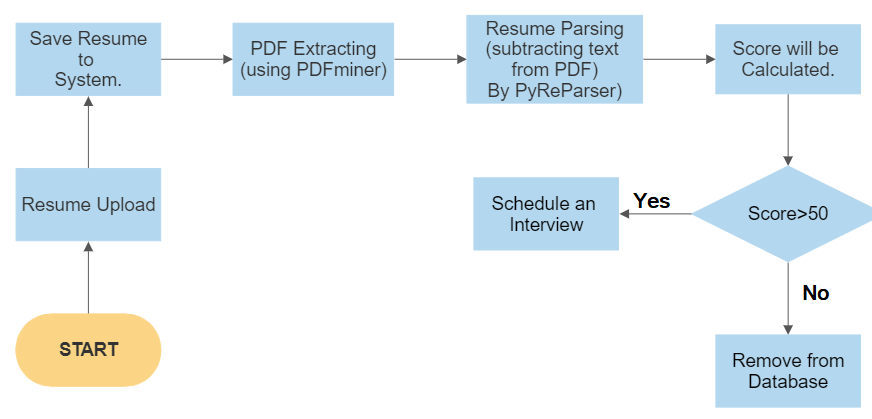 Save Resume
to
System.
PDF Extracting
(using PDFminer)
Resume Parsing
(subtracting text
from PDF)
By PyReParser)
Score will be
Calculated.
Resume Upload
Schedule an
Interview
Yes
Score>50
No
START
Remove from
Database